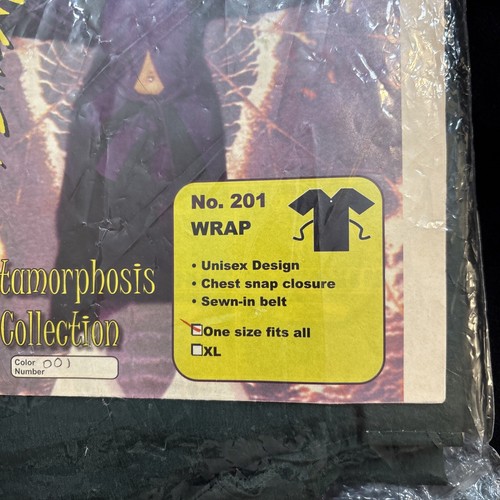 No. 201
WRAP
• Unisex Design
• Chest snap closure
• Sewn-in belt
One size fits all
XL
tamorphosis
Collection
Color 001
Number